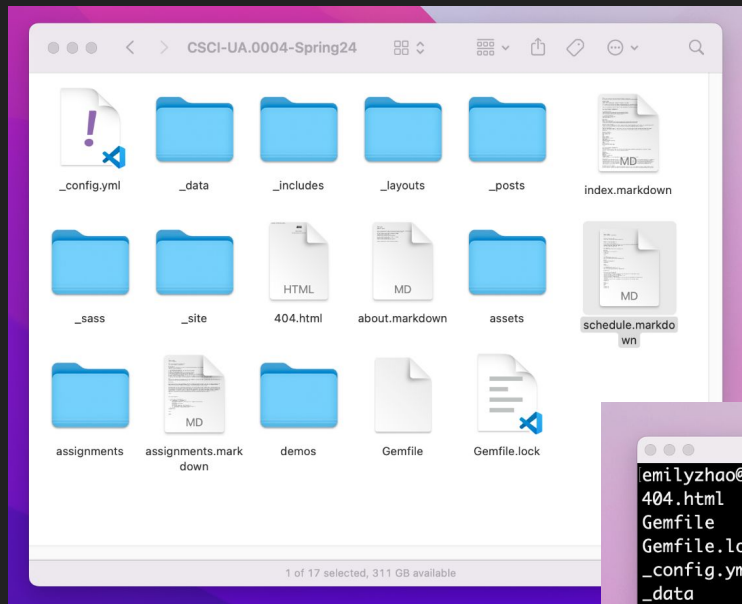 CSCI-UA.0004-Spring24
_config.yml
_data
_includes
_layouts
_posts
MD
index.markdown
_sass
_site
HTML
404.html
MD
about.markdown
assets
MD
schedule.markdo
wn
assignments
MD
assignments.mark
down
demos
Gemfile
Gemfile.lock
1 of 17 selected, 311 GB available
[emilyzhao@
404.html
Gemfile
Gemfile.lo
_config.ym
_data